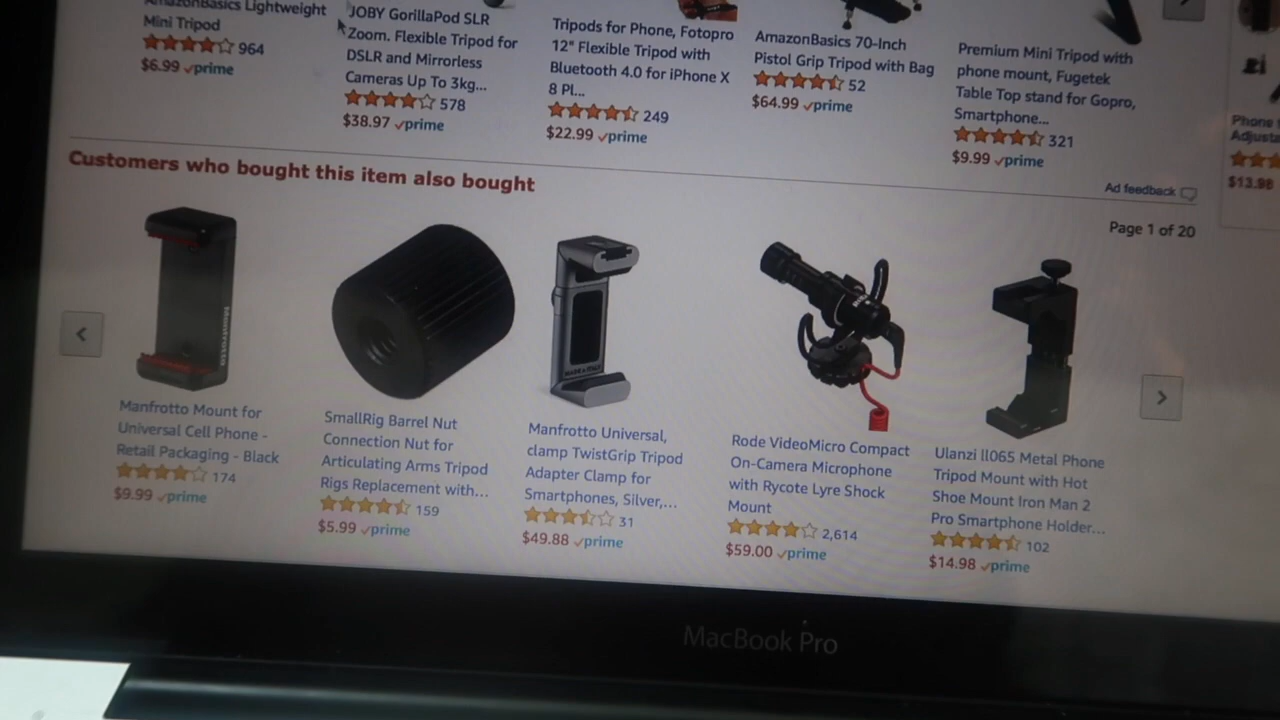 AmazonBasics Lightweight
Mini Tripod
964
$6.99 prime
JOBY GorillaPod SLR
Zoom. Flexible Tripod for
DSLR and Mirrorless
Cameras Up To 3kg...
578
$38.97 prime
Tripods for Phone, Fotopro
12" Flexible Tripod with
Bluetooth 4.0 for iPhone X
8 Pl...
249
$22.99 prime
AmazonBasics 70-Inch
Pistol Grip Tripod with Bag
52
$64.99 prime
Premium Mini Tripod with
phone mount, Fugetek
Table Top stand for Gopro,
Smartphone...
321
$9.99 prime
Phone
Adjusta
$13.98
Ad feedback
Customers who bought this item also bought
Page 1 of 20
Manfrotto
MADE IN ITALY
Manfrotto Mount for
Universal Cell Phone -
Retail Packaging - Black
174
$9.99 prime
SmallRig Barrel Nut
Connection Nut for
Articulating Arms Tripod
Rigs Replacement with...
159
$5.99 prime
Manfrotto Universal,
clamp TwistGrip Tripod
Adapter Clamp for
Smartphones, Silver,...
31
$49.88 prime
Rode VideoMicro Compact
On-Camera Microphone
with Rycote Lyre Shock
Mount
2,614
$59.00 prime
Ulanzi ll065 Metal Phone
Tripod Mount with Hot
Shoe Mount Iron Man 2
Pro Smartphone Holder...
102
$14.98 prime
MacBook Pro